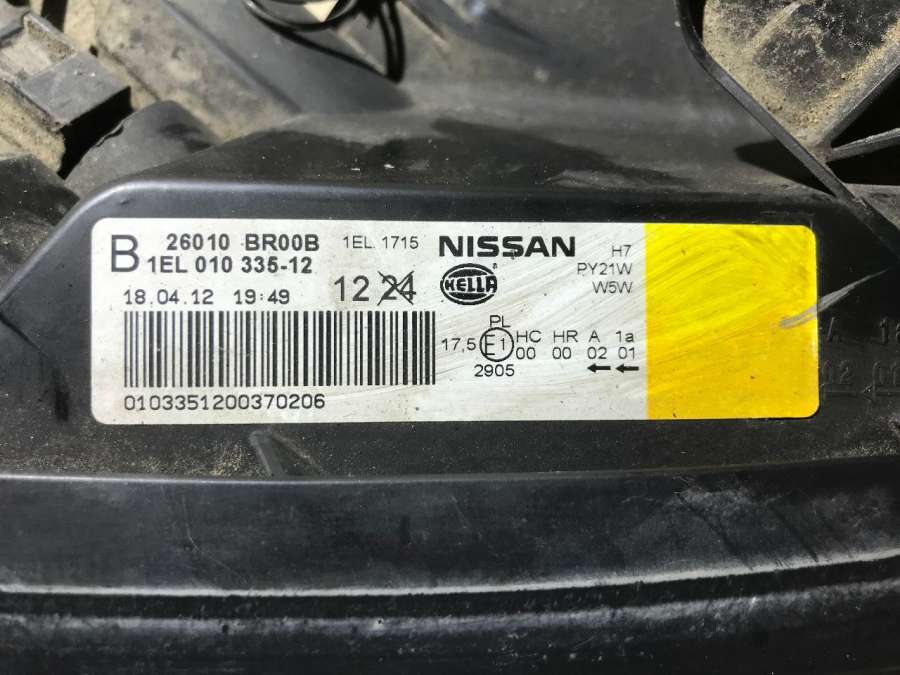 B
26010 BR00B
1EL 010 335-12
1EL. 1715
NISSAN
HELLA
H7
PY21W
W5W
18.04.12 19:49
12 24
0103351200370206
17,5
PL
E1
2905
HC HR A 1a
00 00 02 01